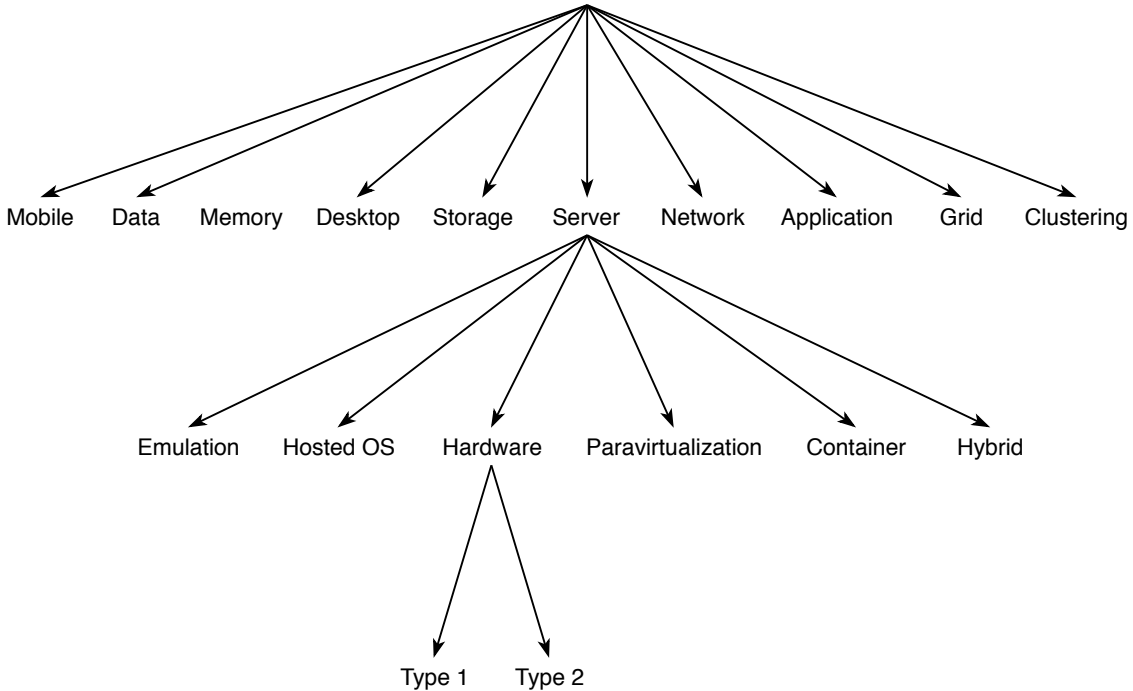 Mobile Data Memory Desktop Storage Server Network Application Grid Clustering
Emulation Hosted OS Hardware Paravirtualization Container Hybrid
Type 1 Type 2